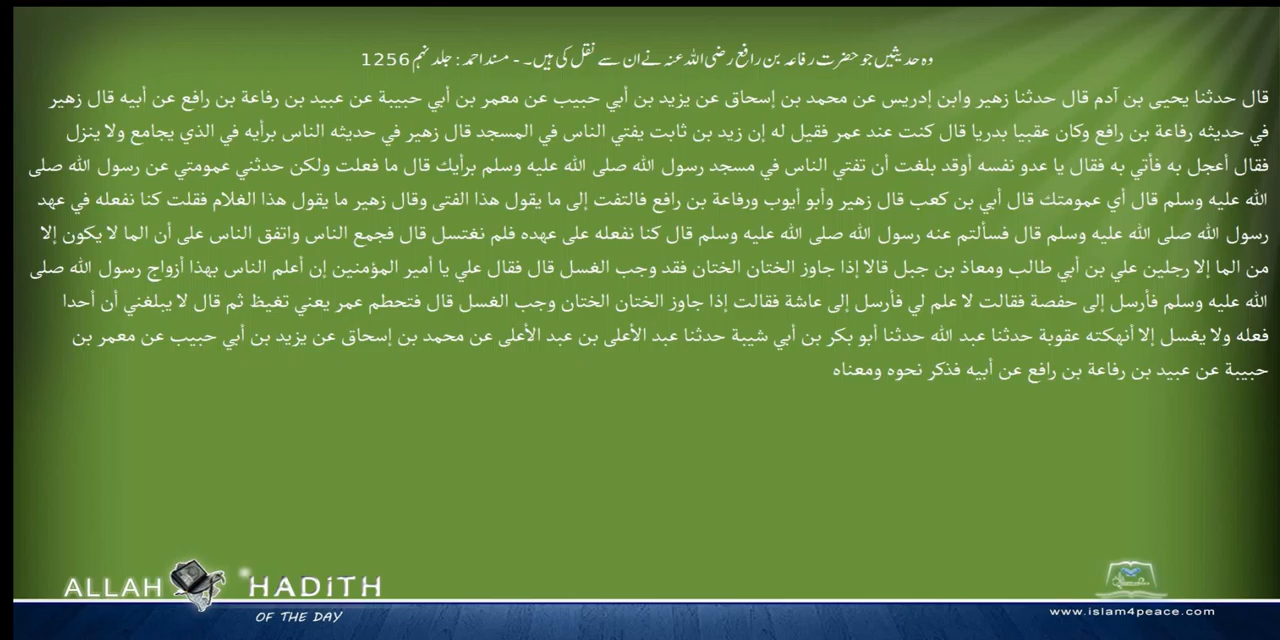 وہ حدیثیں جو حضرت رفاعہ بن رافع رضی اللہ عنہ نے ان سے نقل کی ہیں۔ - مسند احمد : جلد نہم 1256
قال حدثنا يحيى بن آدم قال حدثنا زهير وابن إدريس عن محمد بن إسحاق عن يزيد بن أبي حبيب عن معمر بن أبي حبيبة عن عبيد بن رفاعة بن رافع عن أبيه قال زهير
في حديثه رفاعة بن رافع وكان عقبيا بدريا قال كنت عند عمر فقيل له إن زيد بن ثابت يفتي الناس في المسجد قال زهير في حديثه الناس برأيه في الذي يجامع ولا ينزل
فقال أعجل به فأتي به فقال يا عدو نفسه أوقد بلغت أن تفتي الناس في مسجد رسول الله صلى الله عليه وسلم برأيك قال ما فعلت ولكن حدثني عمومتي عن رسول الله صلى
الله عليه وسلم قال أي عمومتك قال أبي بن كعب قال زهير وأبو أيوب ورفاعة بن رافع فالتفت إلى ما يقول هذا الفتى وقال زهير ما يقول هذا الغلام فقلت كنا نفعله في عهد
رسول الله صلى الله عليه وسلم قال فسألتم عنه رسول الله صلى الله عليه وسلم قال كنا نفعله على عهده فلم نغتسل قال فجمع الناس واتفق الناس على أن الما لا يكون إلا
من الما إلا رجلين علي بن أبي طالب ومعاذ بن جبل قالا إذا جاوز الختان الختان فقد وجب الغسل قال فقال علي يا أمير المؤمنين إن أعلم الناس بهذا أزواج رسول الله صلى
الله عليه وسلم فأرسل إلى حفصة فقالت لا علم لي فأرسل إلى عاشة فقالت إذا جاوز الختان الختان وجب الغسل قال فتحطم عمر يعني تغيظ ثم قال لا يبلغني أن أحدا
فعله ولا يغسل إلا أنهكته عقوبة حدثنا عبد الله حدثنا أبو بكر بن أبي شيبة حدثنا عبد الأعلى بن عبد الأعلى عن محمد بن إسحاق عن يزيد بن أبي حبيب عن معمر بن
حبيبة عن عبيد بن رفاعة بن رافع عن أبيه فذكر نحوه ومعناه
ALLAH HADITH
OF THE DAY
www.islam4peace.com